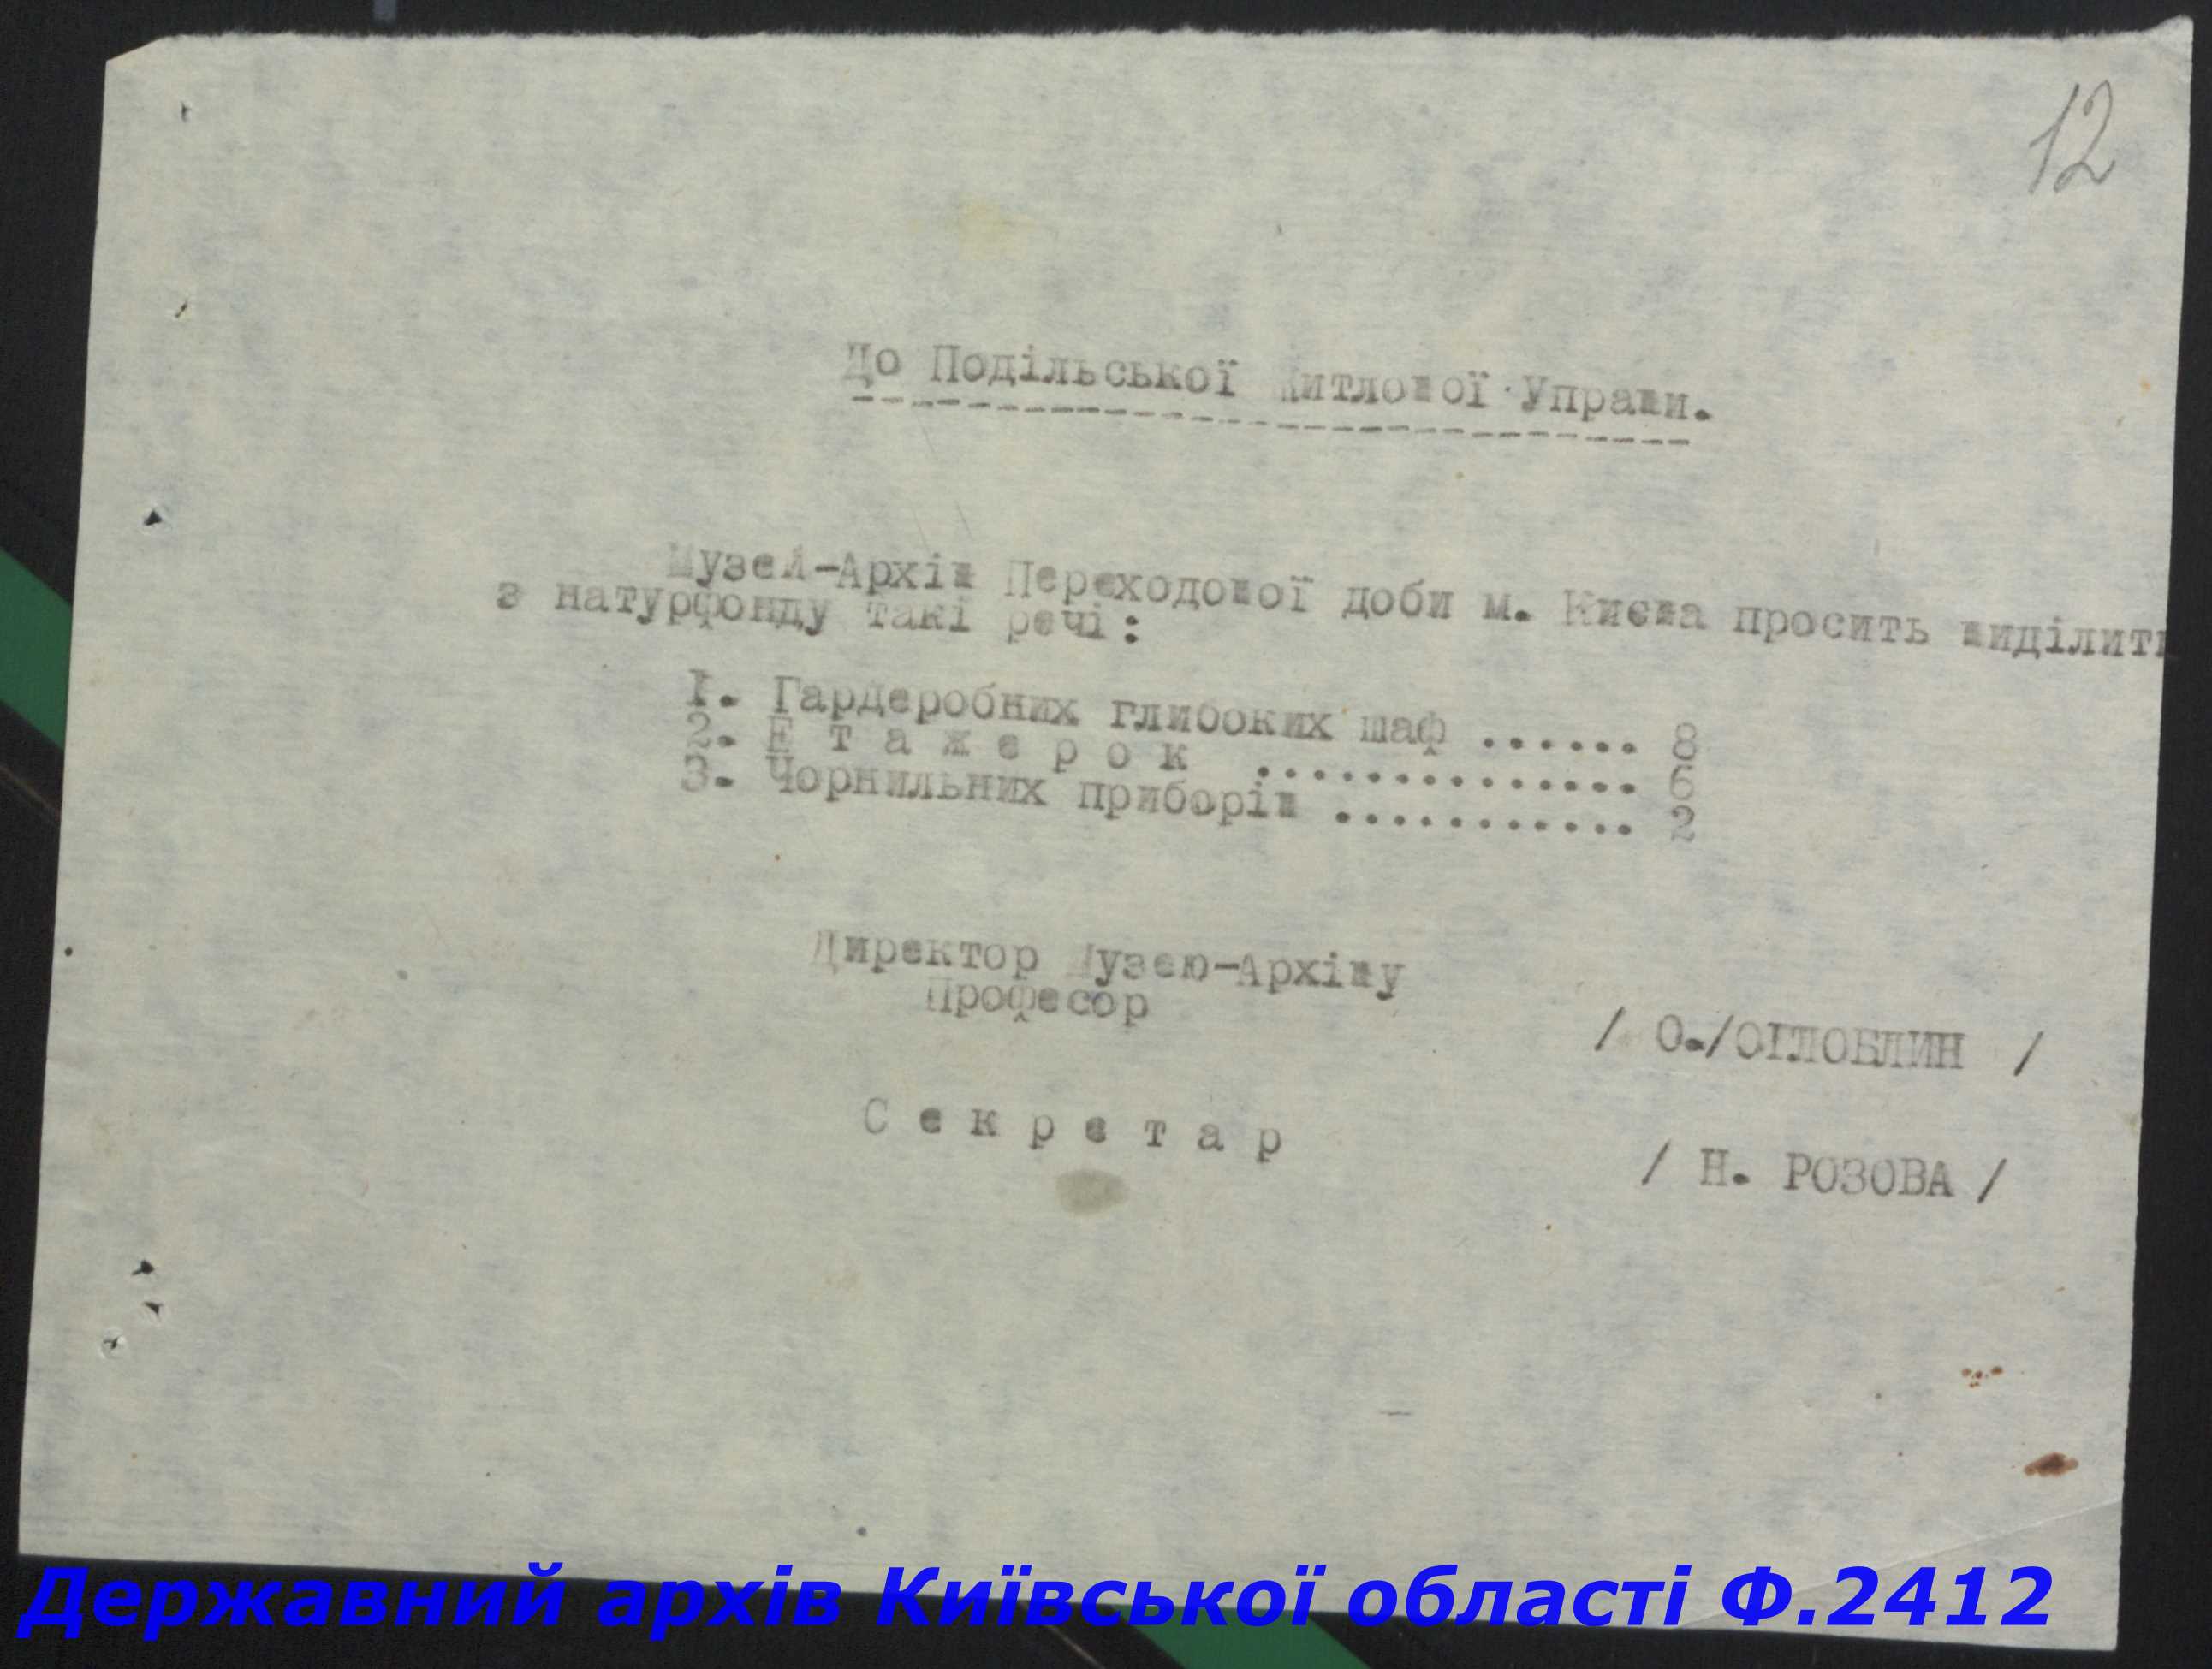 12
До Подільської Житлової Управи.
Музей-Архів Переходової доби м. Києва просить виділити
з натурфонду такі речі:
1. Гардеробних глибоких шаф ...... 8
2. Е т а ж е р о к .............. 6
3. Чорнильних приборів ........... 2
Директор Музею-Архіву
Професор
/ О./ОГЛОБЛИН /
С е к р е т а р
/ Н. РОЗОВА /
Державний архів Київської області Ф.2412